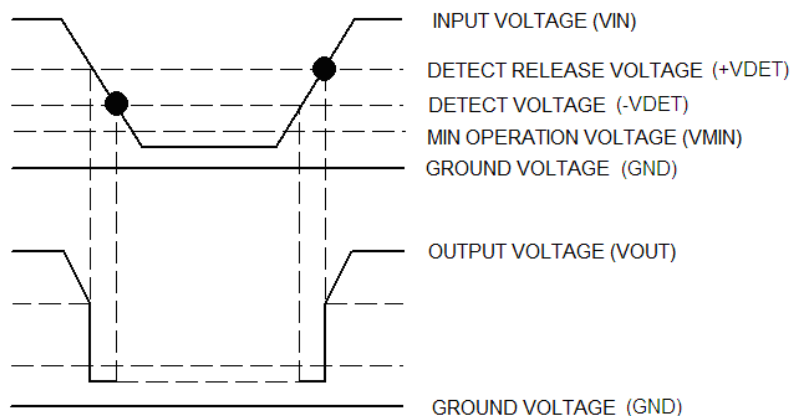 INPUT VOLTAGE (VIN)
DETECT RELEASE VOLTAGE (+VDET)
DETECT VOLTAGE (-VDET)
MIN OPERATION VOLTAGE (VMIN)
GROUND VOLTAGE (GND)
OUTPUT VOLTAGE (VOUT)
GROUND VOLTAGE (GND)